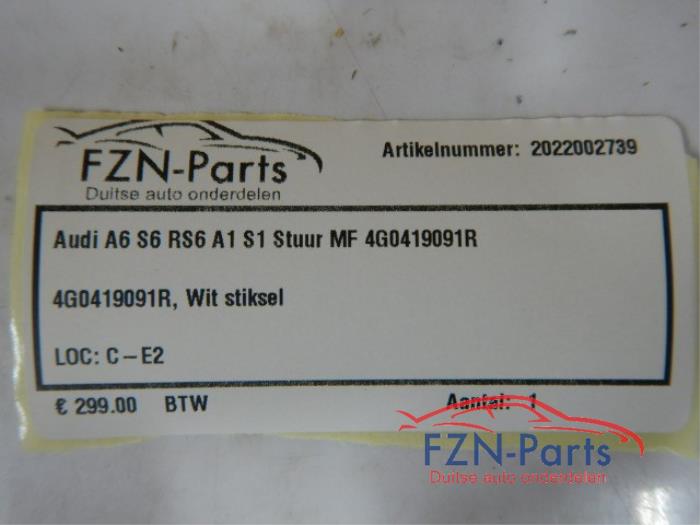 FZN-Parts
Duitse auto onderdelen
Artikelnummer: 2022002739
Audi A6 S6 RS6 A1 S1 Stuur MF 4G0419091R
4G0419091R, Wit stiksel
LOC: C - E2
€ 299.00 BTW
Aantal: 1
FZN-Parts
Duitse auto onderdelen